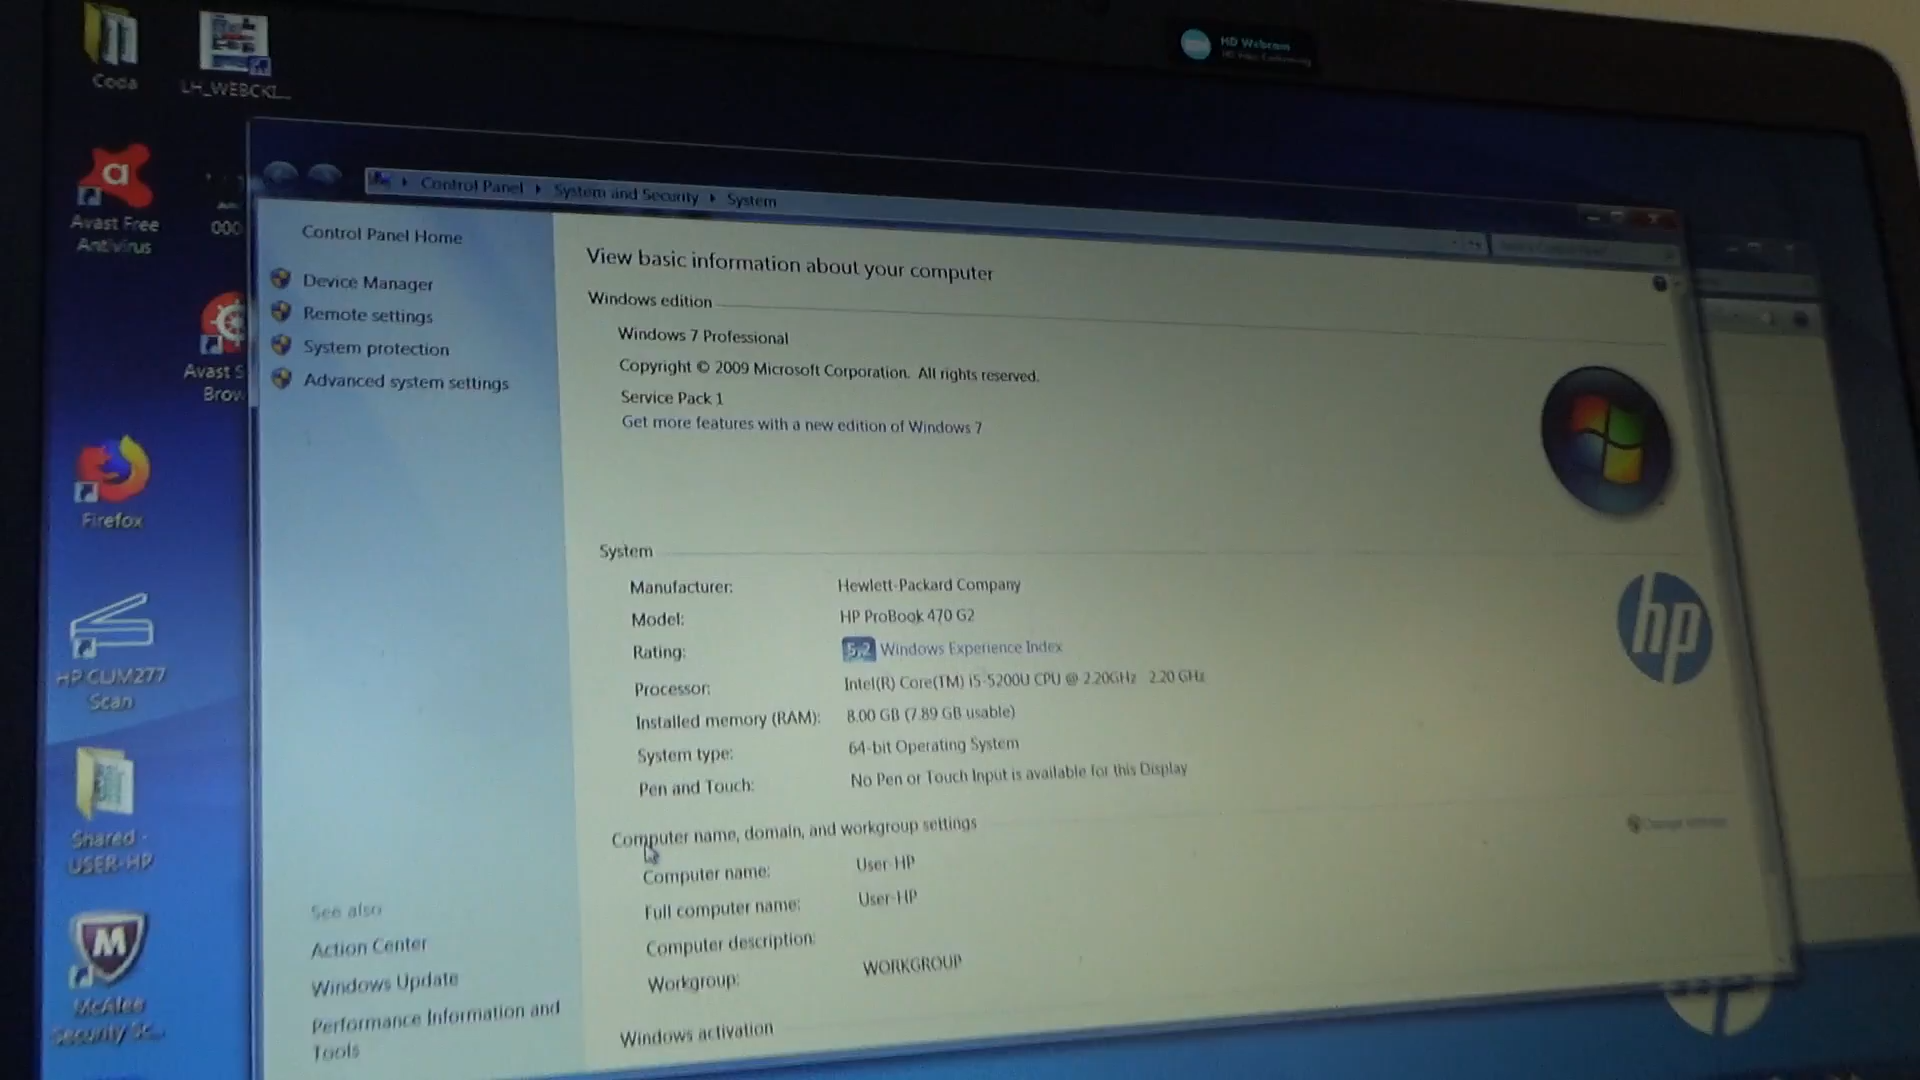 HD Webcam
Coda
LH_WEBCKI...
Avast Free
Antivirus
000
Avast S
Brow
Firefox
HP CLJM277
Scan
Shared -
USER-HP
McAfee
Security Sc...
Control Panel
System and Security
System
Control Panel Home
Device Manager
Remote settings
System protection
Advanced system settings
See also
Action Center
Windows Update
Performance Information and
Tools
View basic information about your computer
Windows edition
Windows 7 Professional
Copyright © 2009 Microsoft Corporation. All rights reserved.
Service Pack 1
Get more features with a new edition of Windows 7
System
Manufacturer: Hewlett-Packard Company
Model: HP ProBook 470 G2
Rating: 5,2 Windows Experience Index
Processor: Intel(R) Core(TM) i5-5200U CPU @ 2.20GHz 2.20 GHz
Installed memory (RAM): 8.00 GB (7.89 GB usable)
System type: 64-bit Operating System
Pen and Touch: No Pen or Touch Input is available for this Display
hp
Computer name, domain, and workgroup settings
Change settings
Computer name: User-HP
Full computer name: User-HP
Computer description:
Workgroup: WORKGROUP
Windows activation